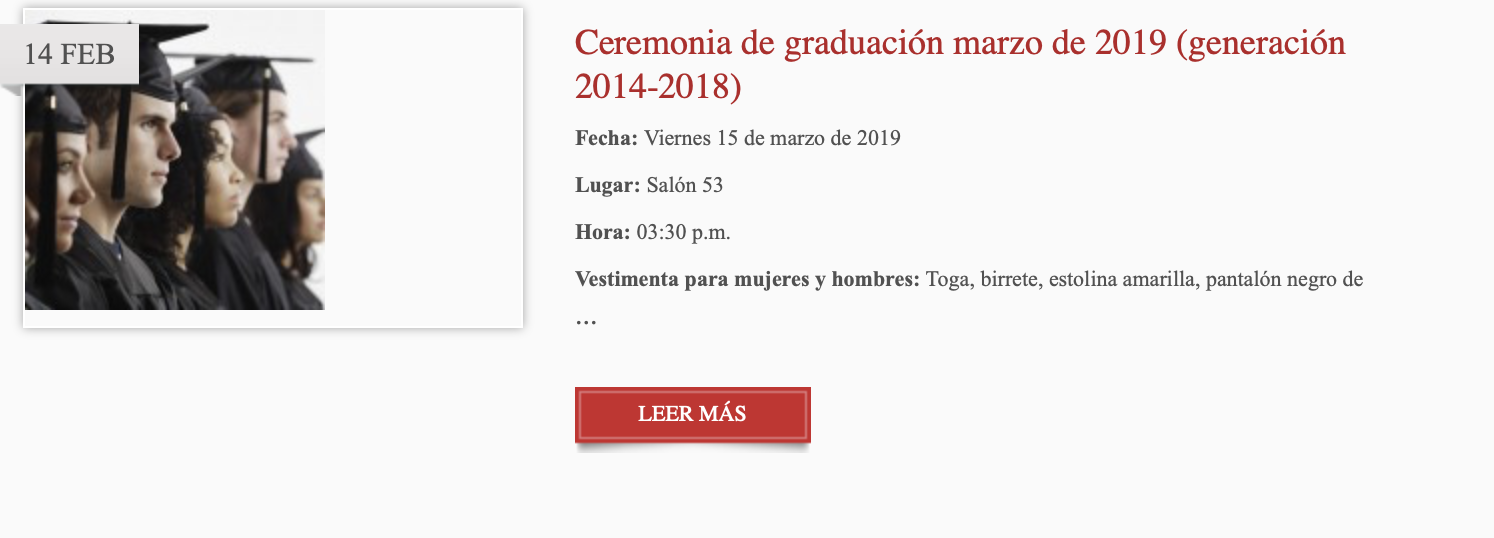 14 FEB
Ceremonia de graduación marzo de 2019 (generación
2014-2018)
Fecha: Viernes 15 de marzo de 2019
Lugar: Salón 53
Hora: 03:30 p.m.
Vestimenta para mujeres y hombres: Toga, birrete, estolina amarilla, pantalón negro de
...
LEER MÁS